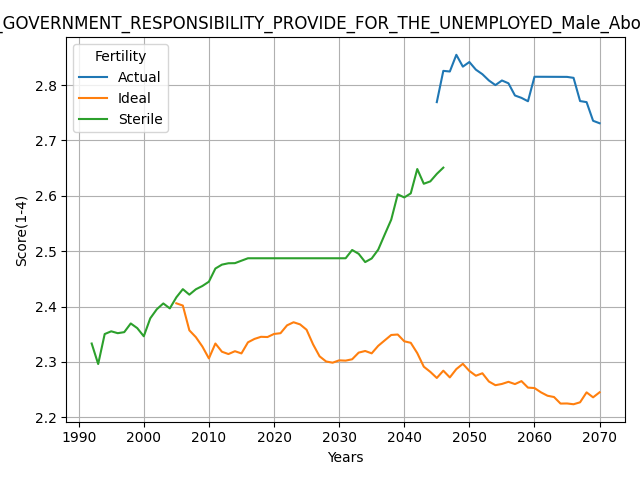 _GOVERNMENT_RESPONSIBILITY_PROVIDE_FOR_THE_UNEMPLOYED_Male_Abo
Fertility
Actual
Ideal
Sterile
Score(1-4)
2.8
2.7
2.6
2.5
2.4
2.3
2.2
1990 2000 2010 2020 2030 2040 2050 2060 2070
Years